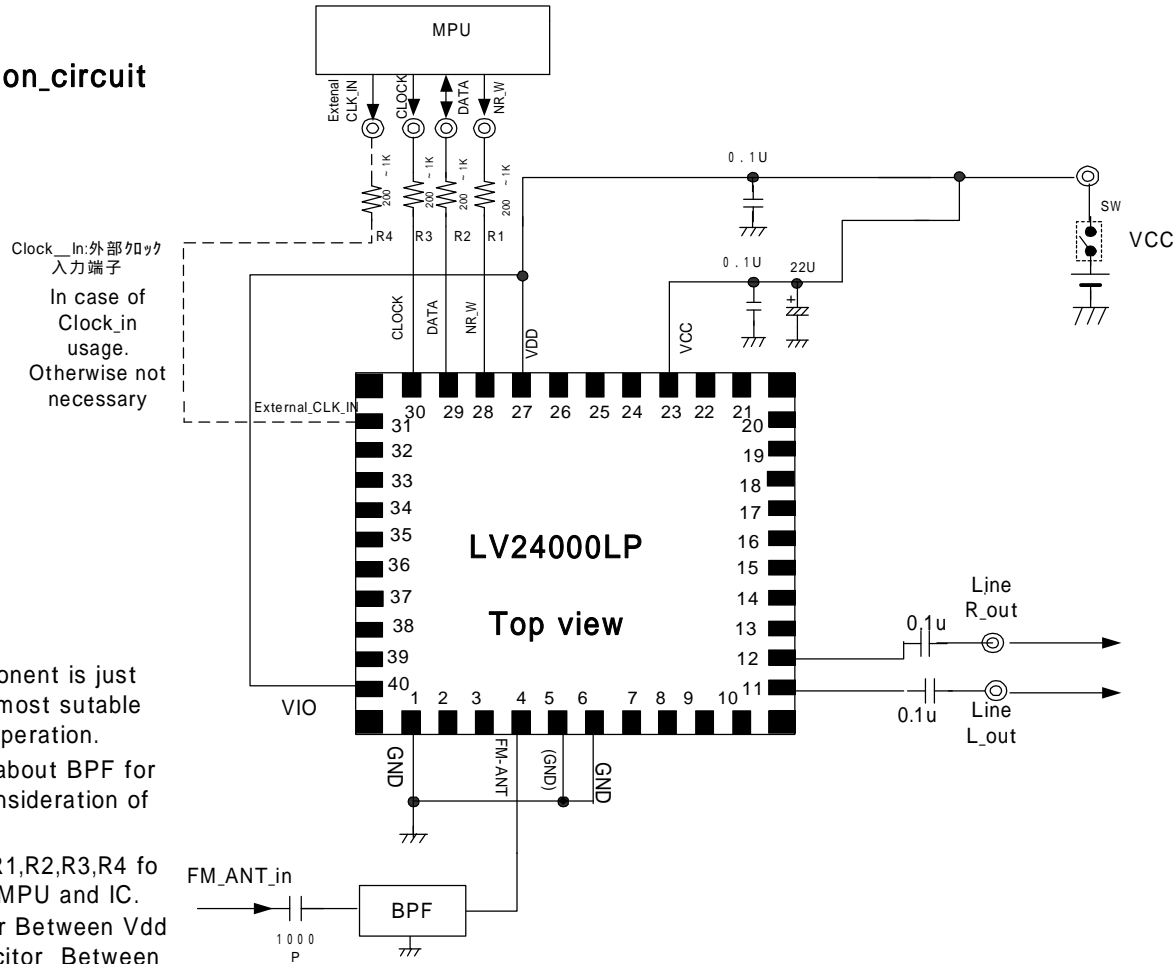 on_circuit
MPU
Extenal
CLK_IN
CLOCK
DATA
NR_W
200 ~1K
200 ~1K
200 ~1K
200 ~1K
R4
R3
R2
R1
0.1U
SW
VCC
0.1U
22U
+
Clock__In:外部クロック
入力端子
In case of
Clock_in
usage.
Otherwise not
necessary
CLOCK
DATA
NR_W
VDD
VCC
External_CLK_IN
30 29 28 27 26 25 24 23 22 21
31
32
33
34
35
36
37
38
39
40
20
19
18
17
16
15
14
13
12
11
LV24000LP
Top view
1 2 3 4 5 6 7 8 9 10
VIO
GND
FM-ANT
(GND)
GND
Line
R_out
0.1u
0.1u
Line
L_out
onent is just
most sutable
peration.
about BPF for
nsideration of
R1,R2,R3,R4 fo
MPU and IC.
r Between Vdd
citor Between
FM_ANT_in
1000
P
BPF